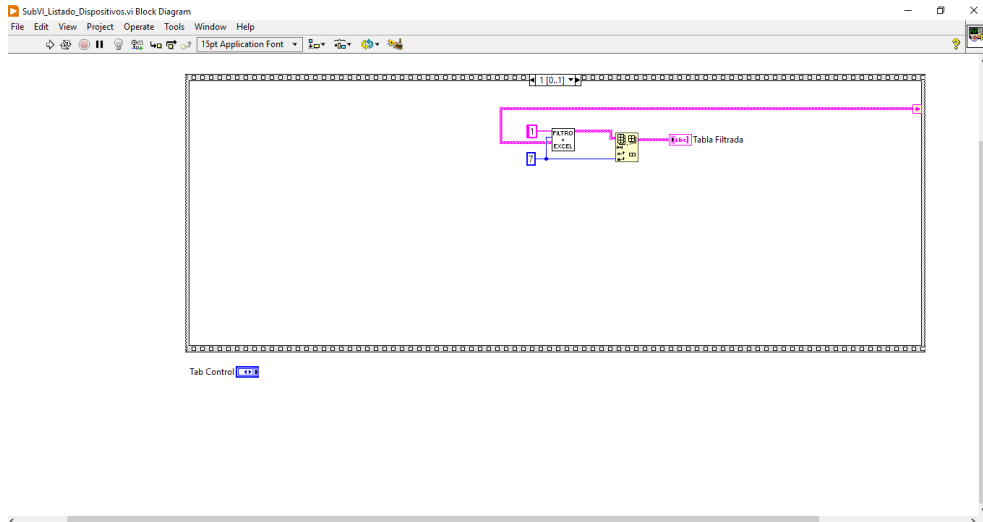 SubVI_Listado_Dispositivos.vi Block Diagram
File Edit View Project Operate Tools Window Help
15pt Application Font
1 [0..1]
1
FILTRO
-
EXCEL
abc
Tabla Filtrada
7
Tab Control